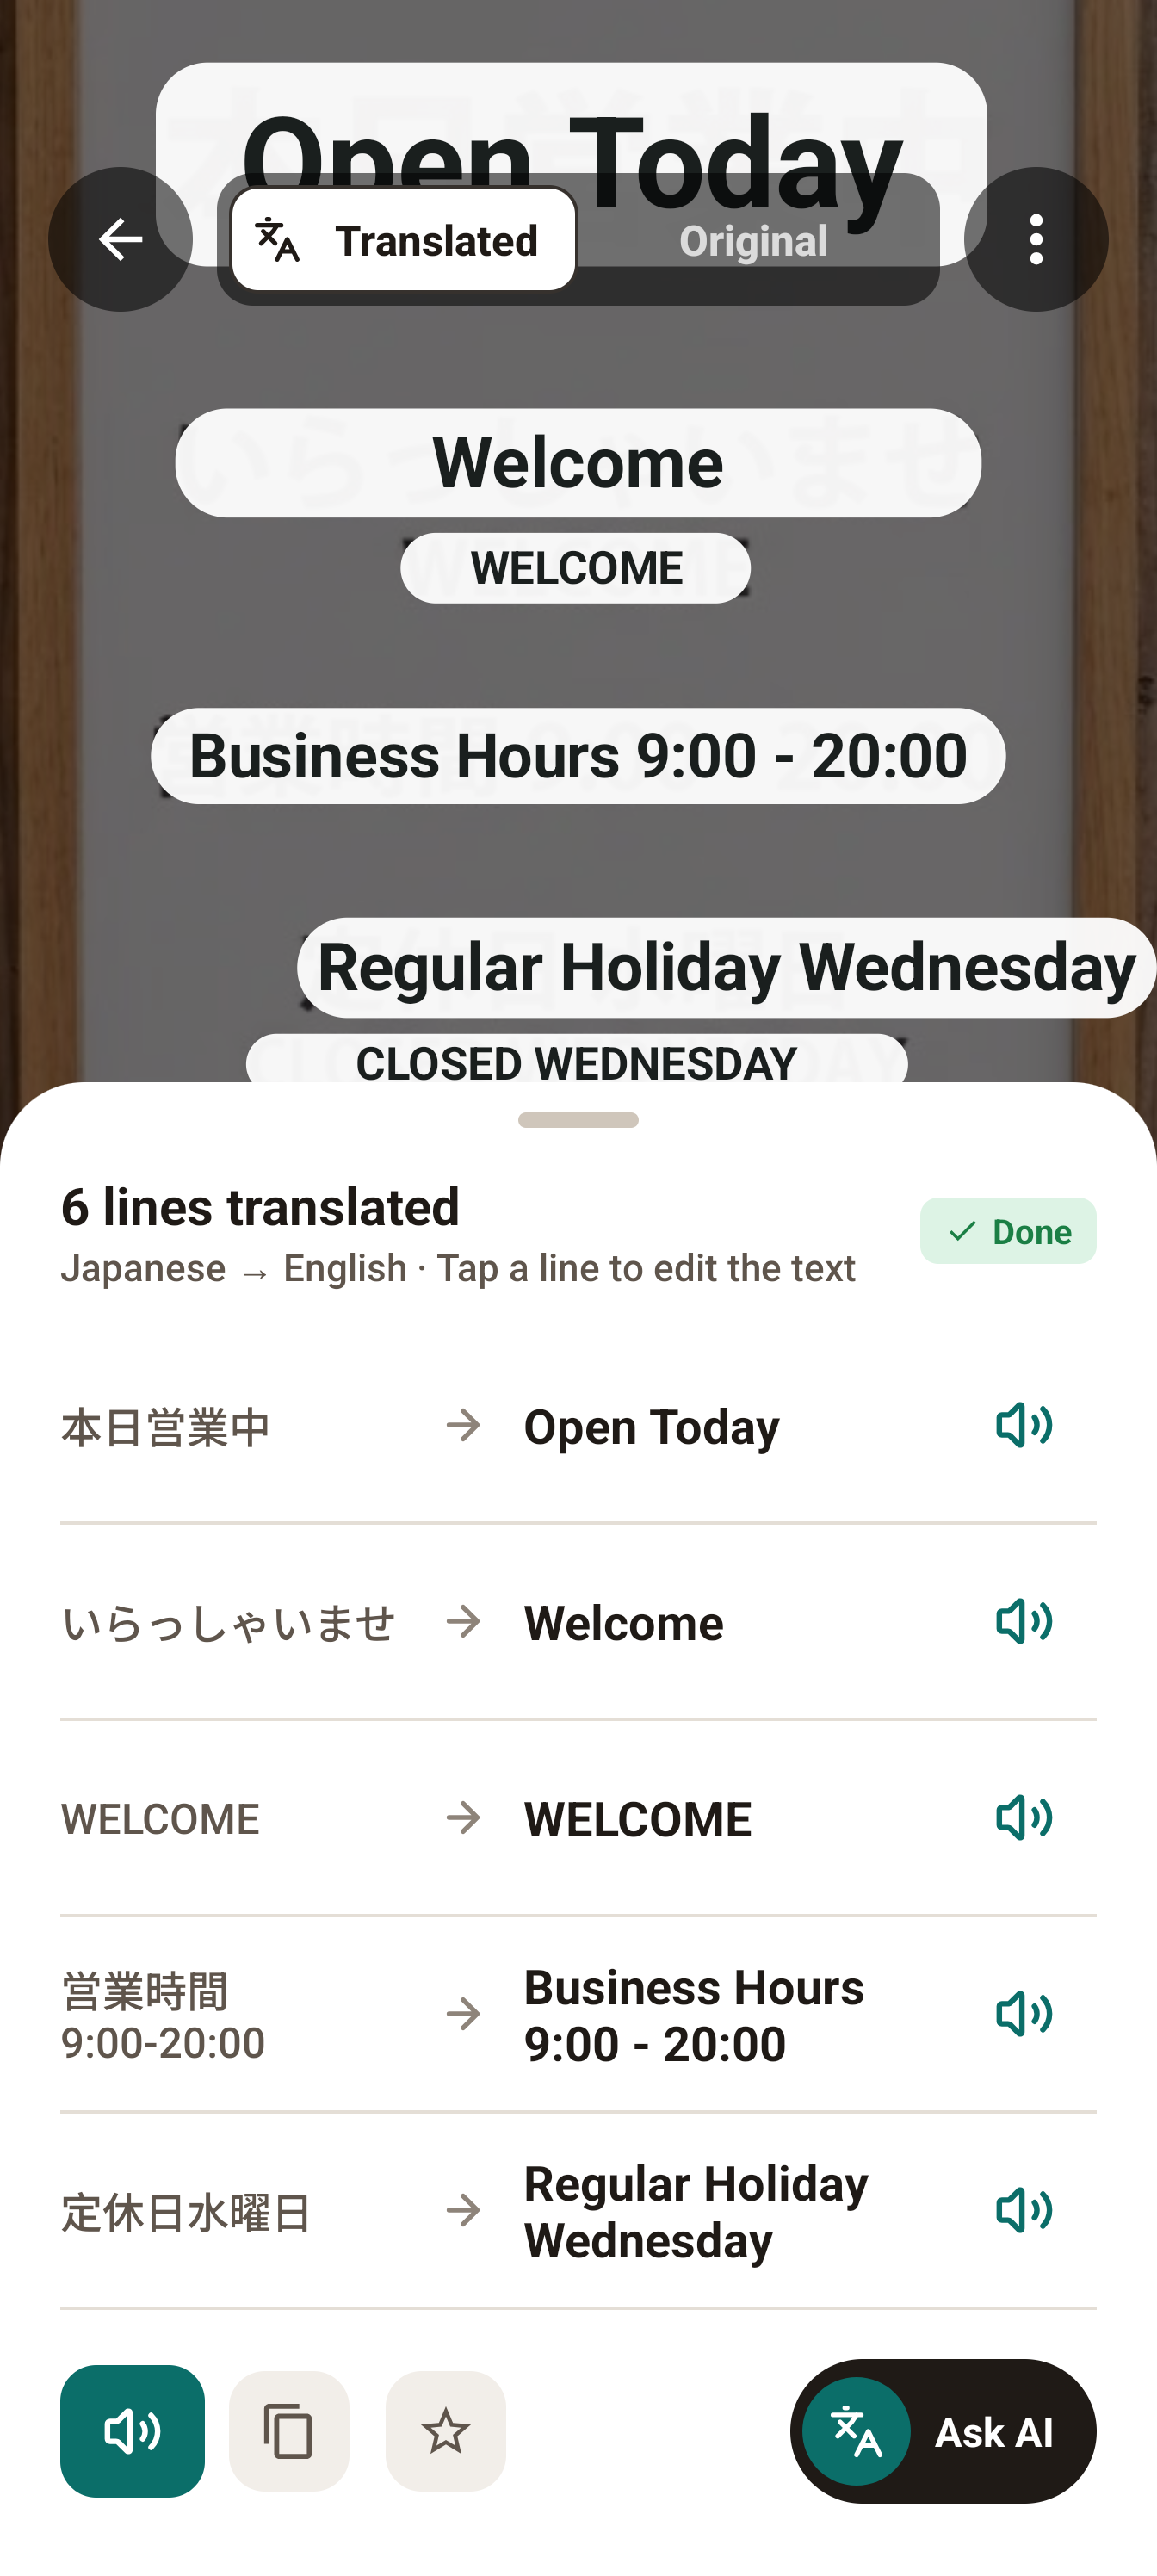 Open Today
Translated
Original
Welcome
WELCOME
Business Hours 9:00 - 20:00
Regular Holiday Wednesday
CLOSED WEDNESDAY
6 lines translated
Done
Japanese → English · Tap a line to edit the text
本日営業中 → Open Today
いらっしゃいませ → Welcome
WELCOME → WELCOME
営業時間
9:00-20:00
→
Business Hours
9:00 - 20:00
定休日水曜日 →
Regular Holiday
Wednesday
Ask AI